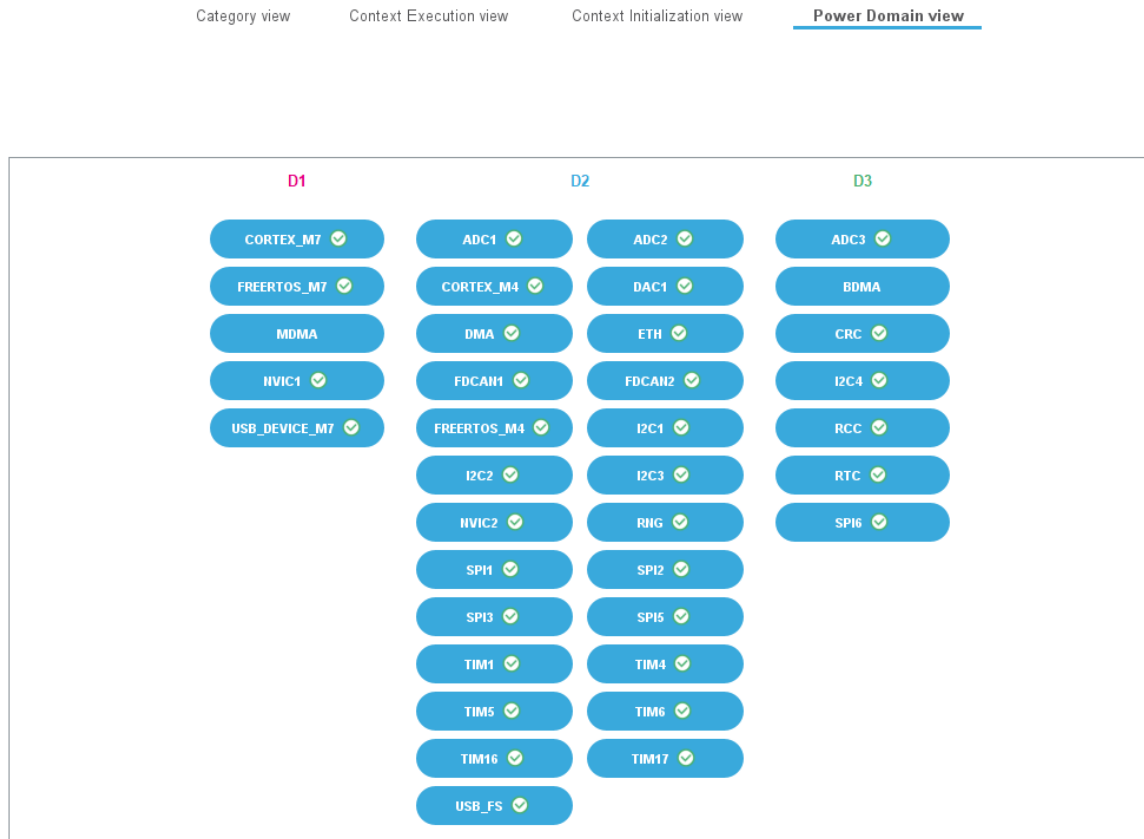 Category view Context Execution view Context Initialization view Power Domain view
D1 D2 D3
CORTEX_M7 ADC1 ADC2 ADC3
FREERTOS_M7 CORTEX_M4 DAC1 BDMA
MDMA DMA ETH CRC
NVIC1 FDCAN1 FDCAN2 I2C4
USB_DEVICE_M7 FREERTOS_M4 I2C1 RCC
I2C2 I2C3 RTC
NVIC2 RNG SPI6
SPI1 SPI2
SPI3 SPI5
TIM1 TIM4
TIM5 TIM6
TIM16 TIM17
USB_FS